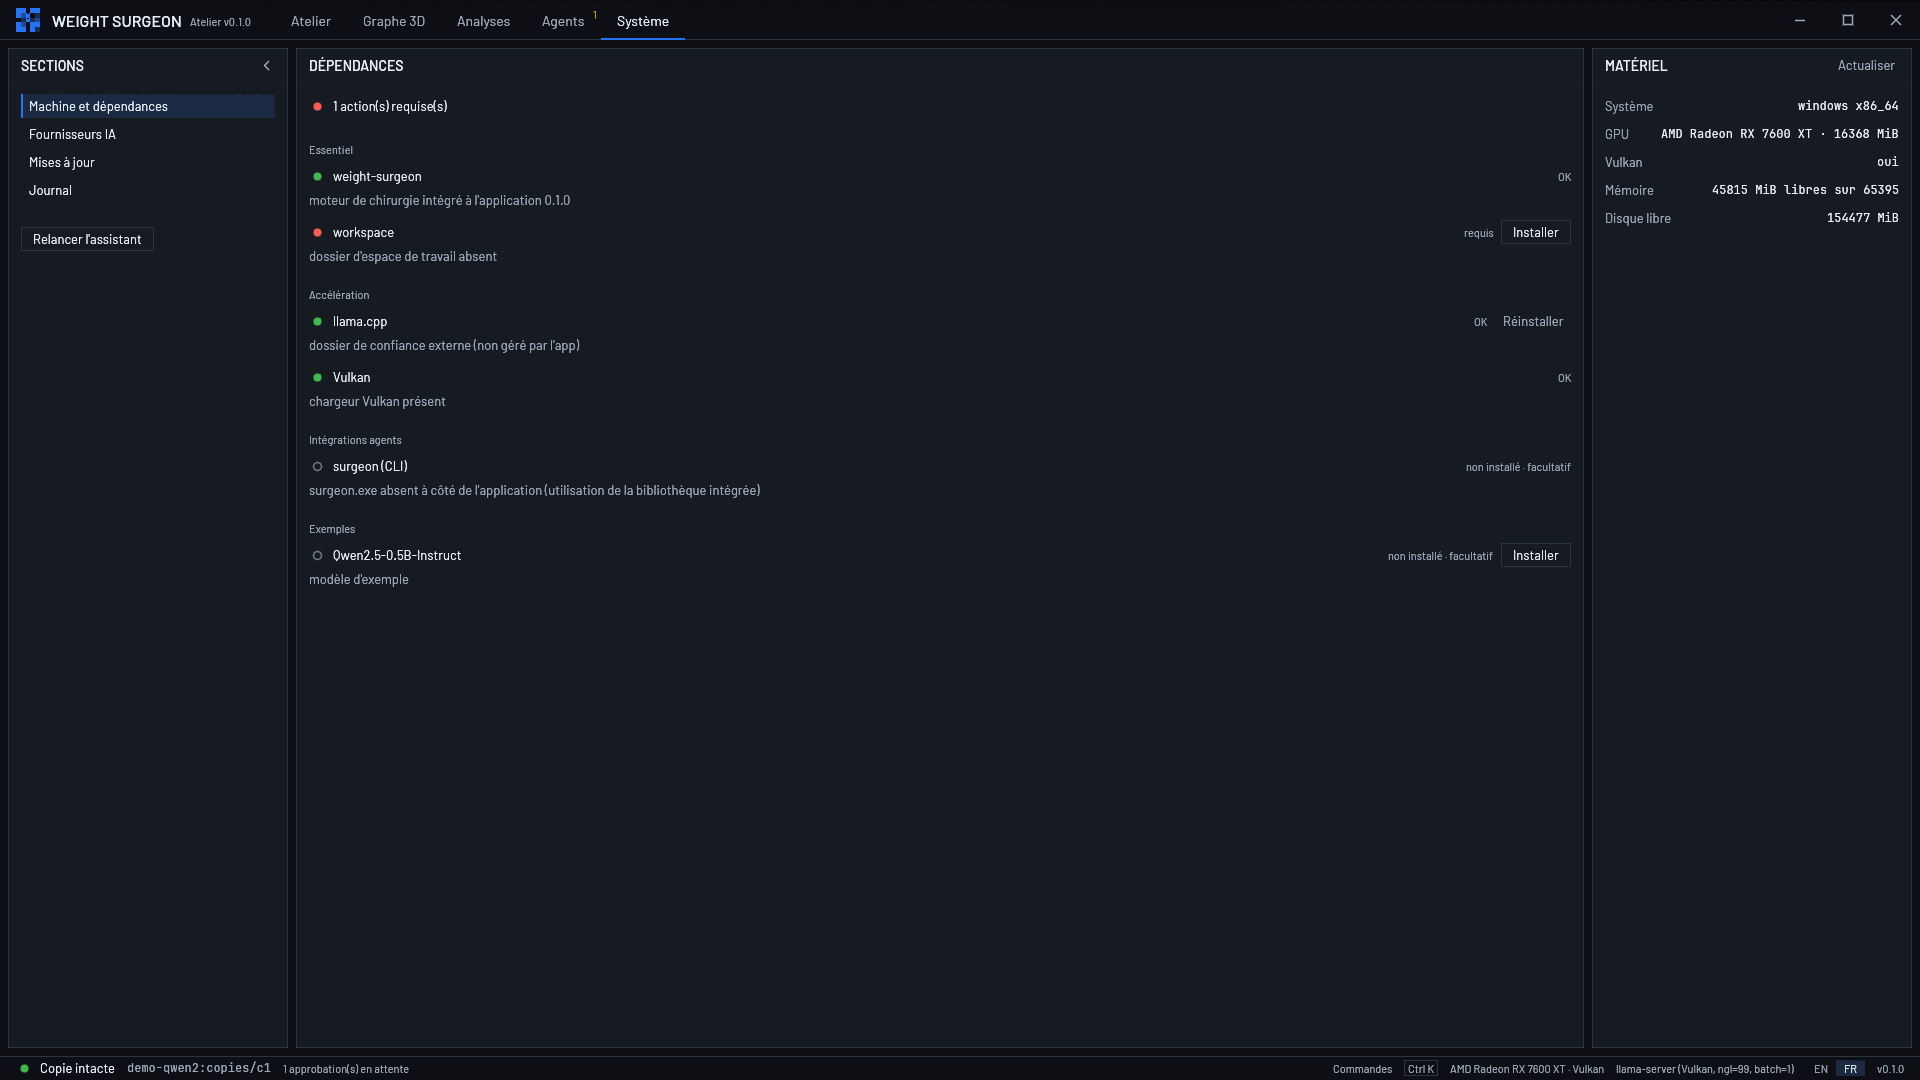 WEIGHT SURGEON Atelier v0.1.0 Atelier Graphe 3D Analyses Agents 1 Système
SECTIONS
Machine et dépendances
Fournisseurs IA
Mises à jour
Journal
Relancer l'assistant
DÉPENDANCES
1 action(s) requise(s)
Essentiel
weight-surgeon OK
moteur de chirurgie intégré à l'application 0.1.0
workspace requis Installer
dossier d'espace de travail absent
Accélération
llama.cpp OK Réinstaller
dossier de confiance externe (non géré par l'app)
Vulkan OK
chargeur Vulkan présent
Intégrations agents
surgeon (CLI) non installé · facultatif
surgeon.exe absent à côté de l'application (utilisation de la bibliothèque intégrée)
Exemples
Qwen2.5-0.5B-Instruct non installé · facultatif Installer
modèle d'exemple
MATÉRIEL Actualiser
Système windows x86_64
GPU AMD Radeon RX 7600 XT · 16368 MiB
Vulkan oui
Mémoire 45815 MiB libres sur 65395
Disque libre 154477 MiB
Copie intacte demo-qwen2:copies/c1 1 approbation(s) en attente Commandes Ctrl K AMD Radeon RX 7600 XT · Vulkan llama-server (Vulkan, ngl=99, batch=1) EN FR v0.1.0